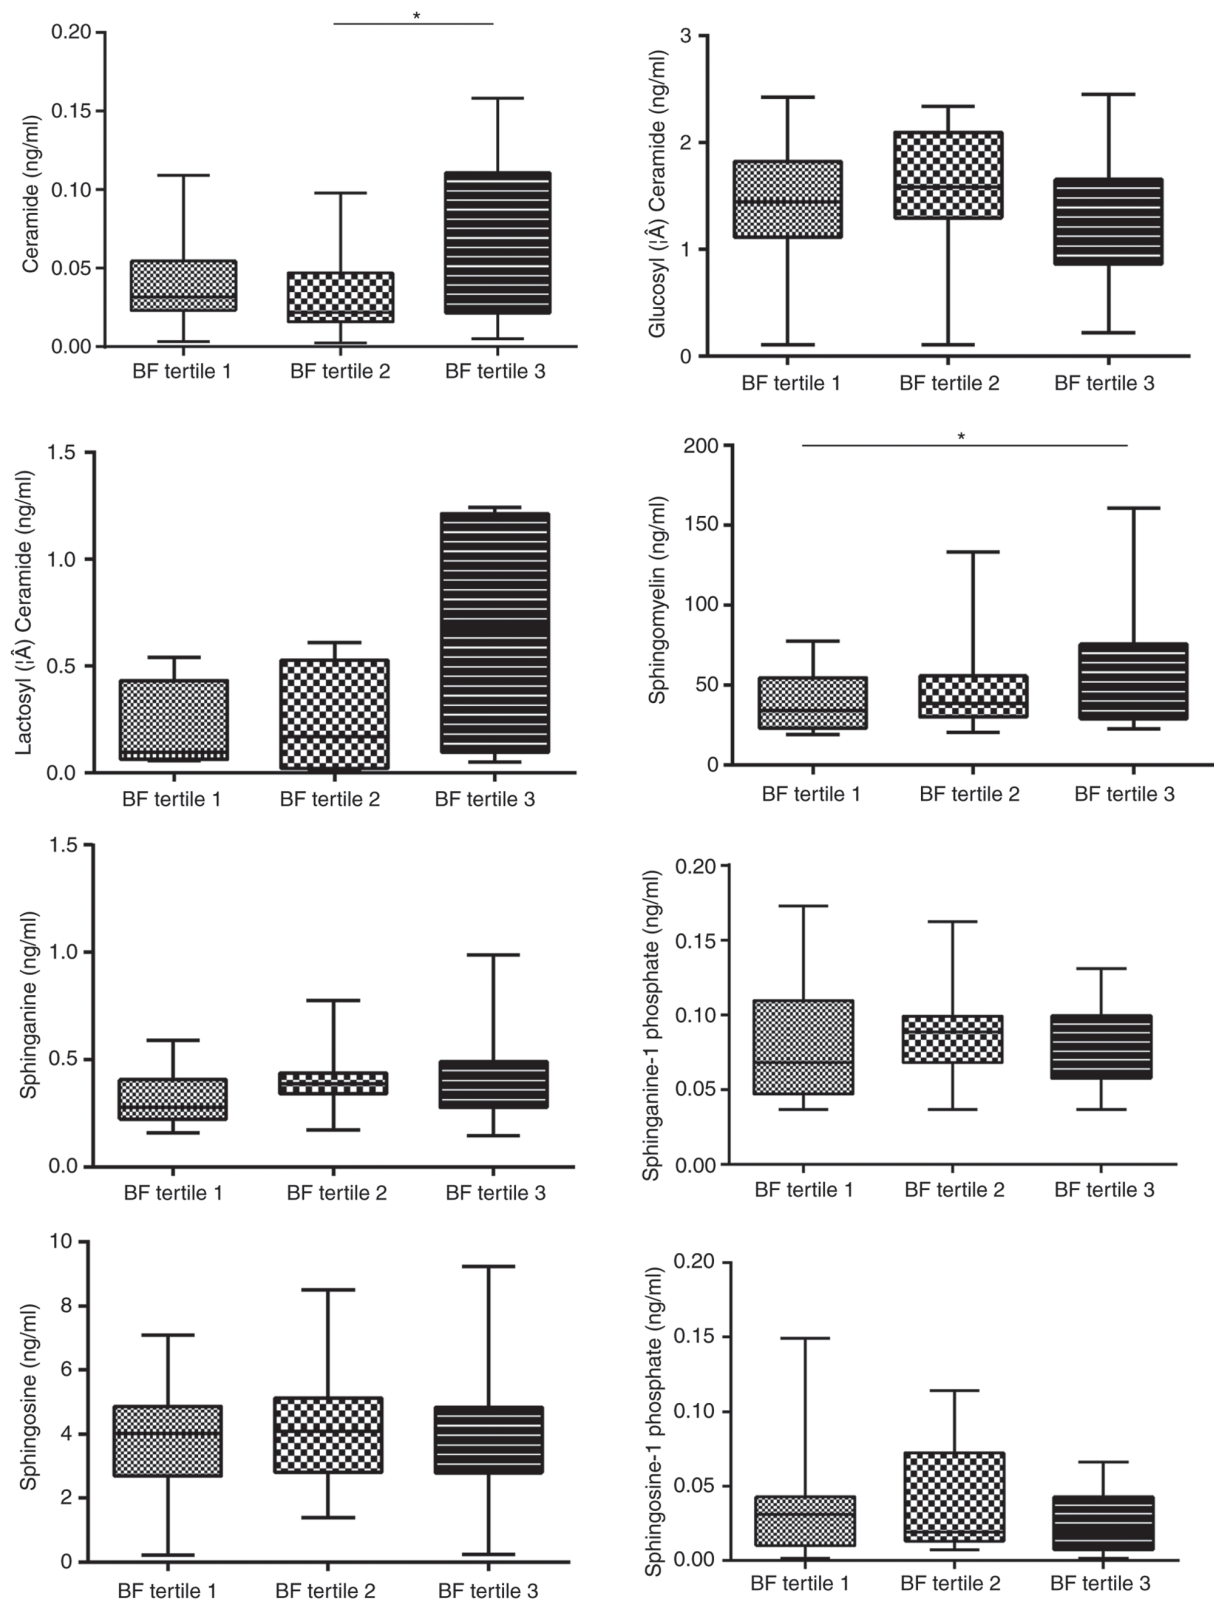 *
0.20
0.15
0.10
0.05
0.00
Ceramide (ng/ml)
BF tertile 1
BF tertile 2
BF tertile 3
3
2
1
0
Glucosyl (¦Â) Ceramide (ng/ml)
BF tertile 1
BF tertile 2
BF tertile 3
1.5
1.0
0.5
0.0
Lactosyl (¦Â) Ceramide (ng/ml)
BF tertile 1
BF tertile 2
BF tertile 3
*
200
150
100
50
0
Sphingomyelin (ng/ml)
BF tertile 1
BF tertile 2
BF tertile 3
1.5
1.0
0.5
0.0
Sphinganine (ng/ml)
BF tertile 1
BF tertile 2
BF tertile 3
0.20
0.15
0.10
0.05
0.00
Sphinganine-1 phosphate (ng/ml)
BF tertile 1
BF tertile 2
BF tertile 3
10
8
6
4
2
0
Sphingosine (ng/ml)
BF tertile 1
BF tertile 2
BF tertile 3
0.20
0.15
0.10
0.05
0.00
Sphingosine-1 phosphate (ng/ml)
BF tertile 1
BF tertile 2
BF tertile 3